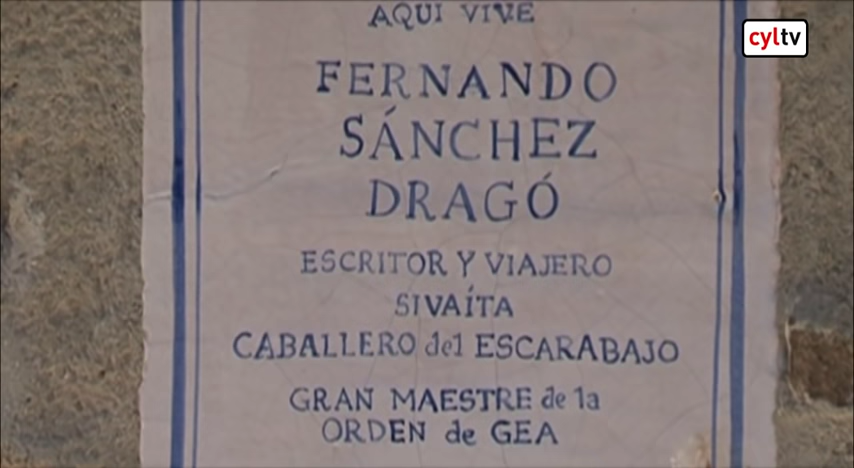 AQUI VIVE
cyltv
FERNANDO
SÁNCHEZ
DRAGÓ
ESCRITOR Y VIAJERO
SIVAÍTA
CABALLERO del ESCARABAJO
GRAN MAESTRE de la
ORDEN de GEA